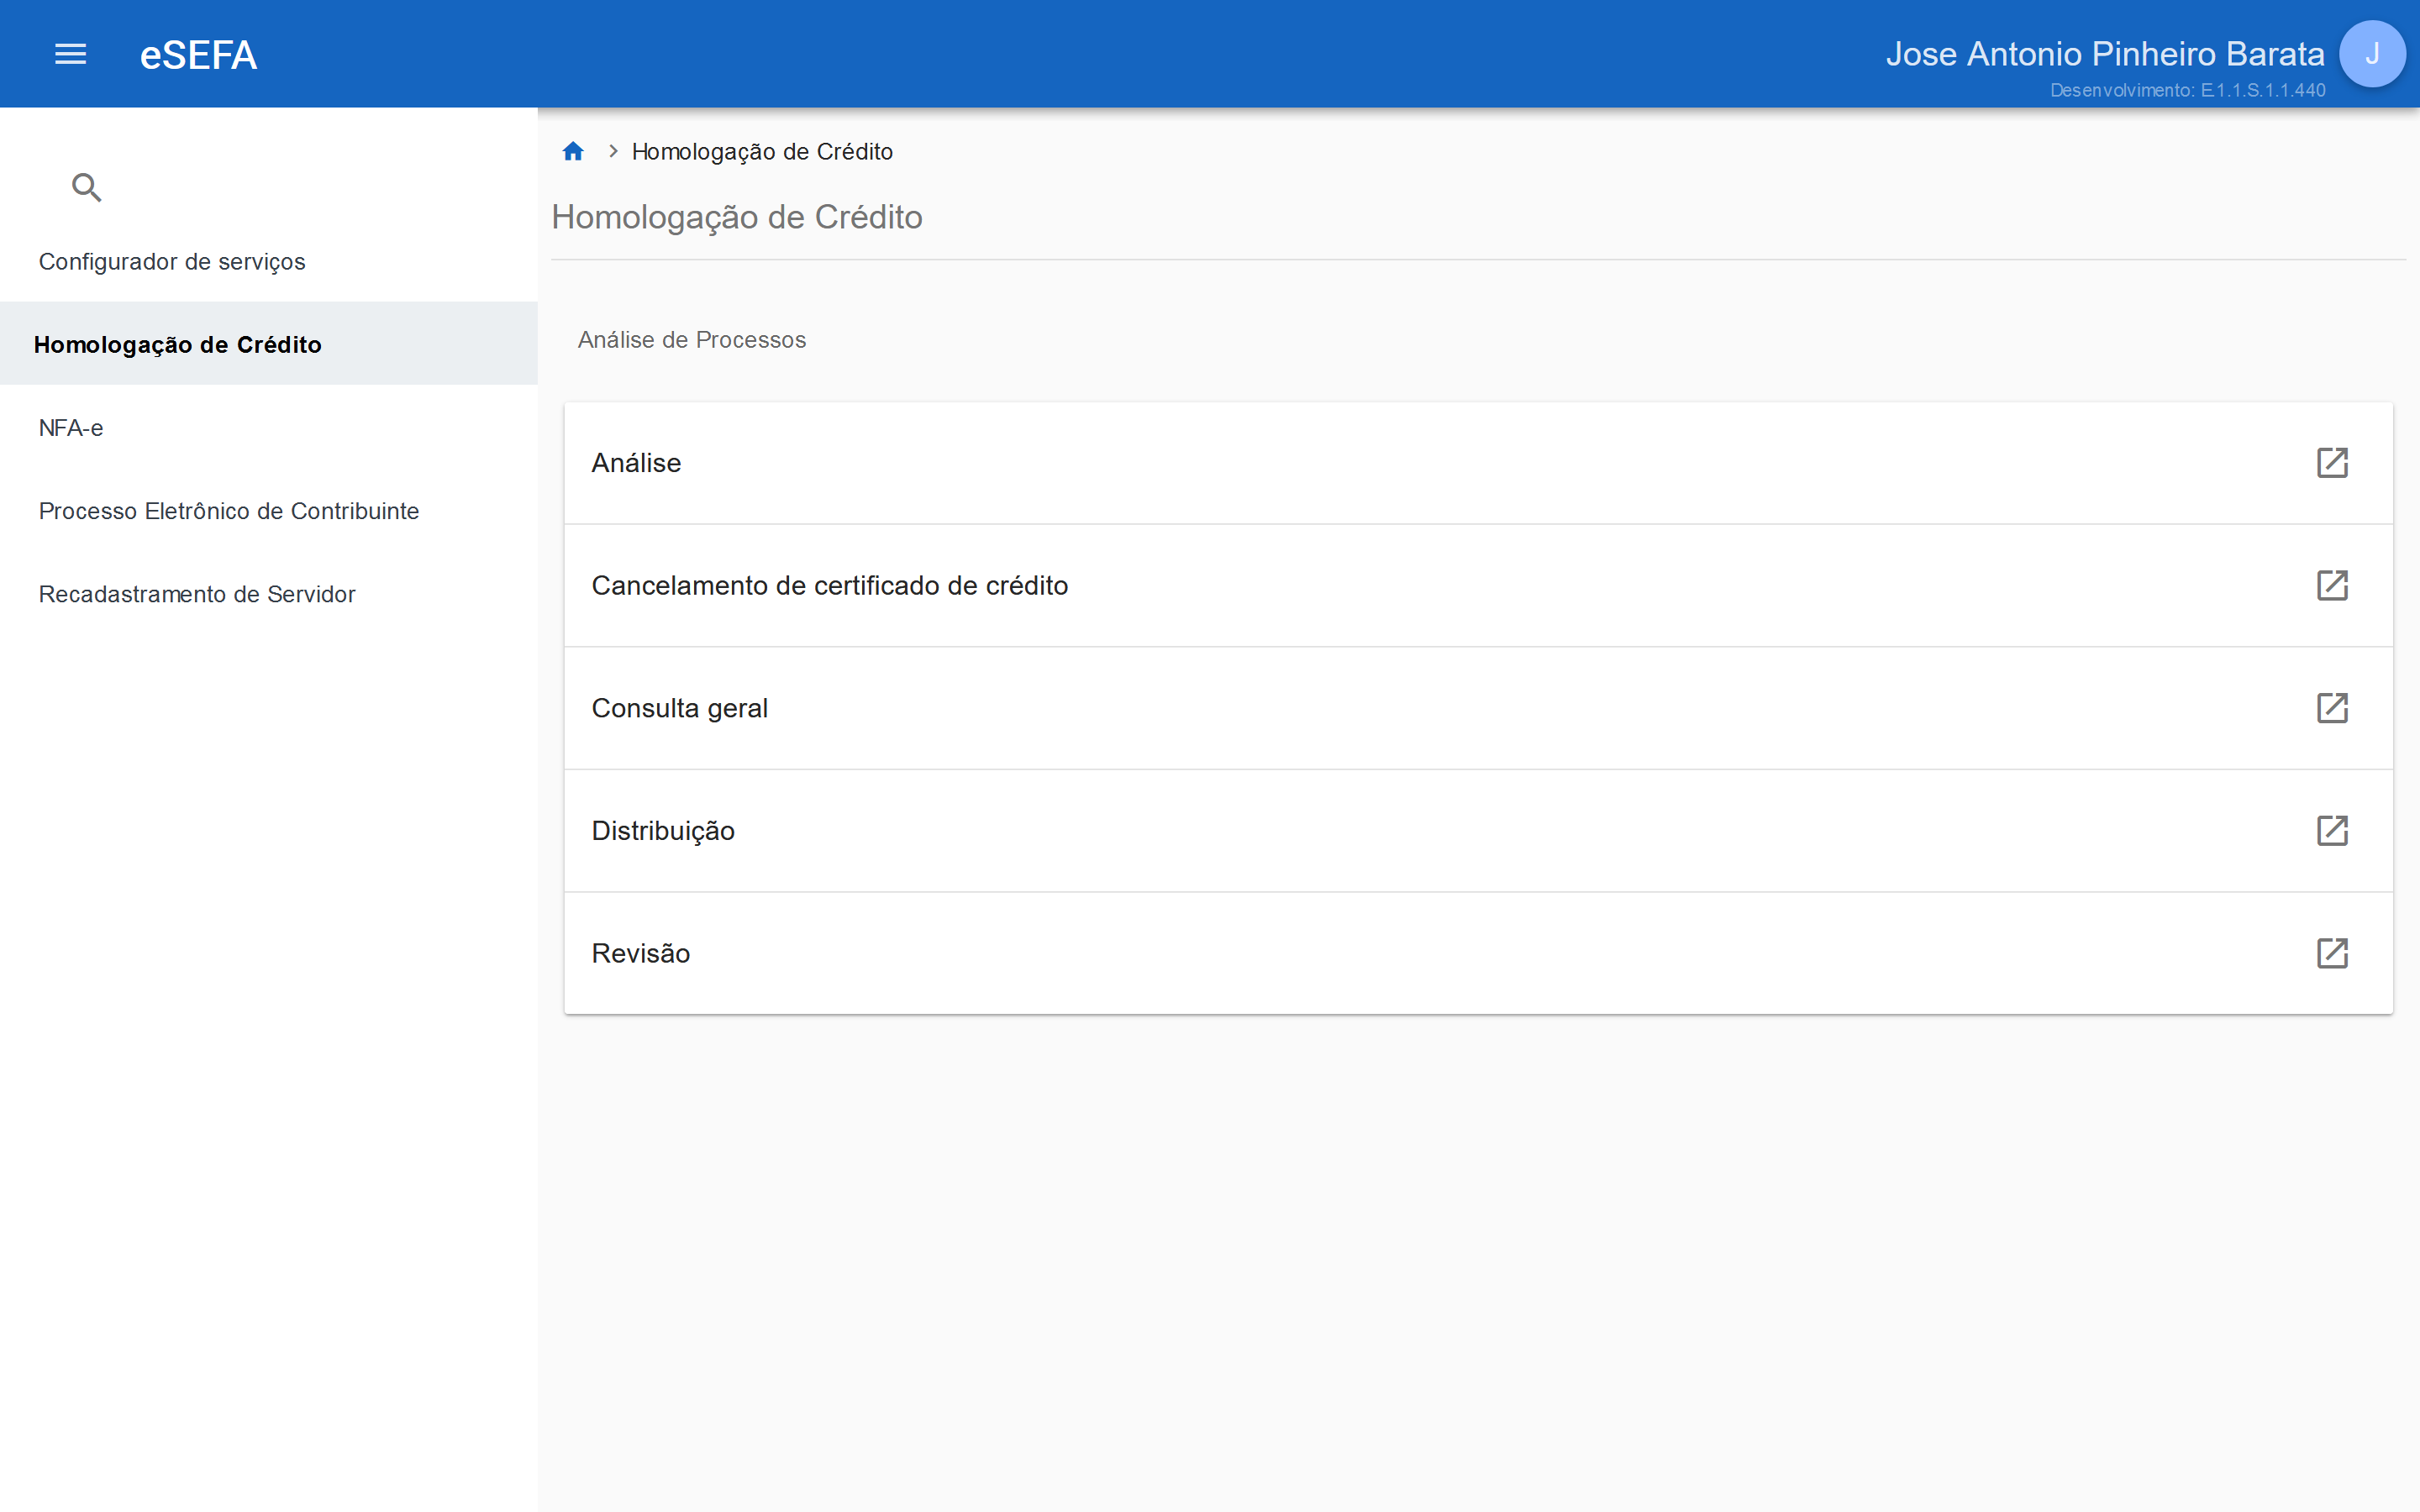 eSEFA
Jose Antonio Pinheiro Barata
J
Desenvolvimento: E.1.1.S.1.1.440
Configurador de serviços
Homologação de Crédito
NFA-e
Processo Eletrônico de Contribuinte
Recadastramento de Servidor
Homologação de Crédito
Homologação de Crédito
Análise de Processos
Análise
Cancelamento de certificado de crédito
Consulta geral
Distribuição
Revisão